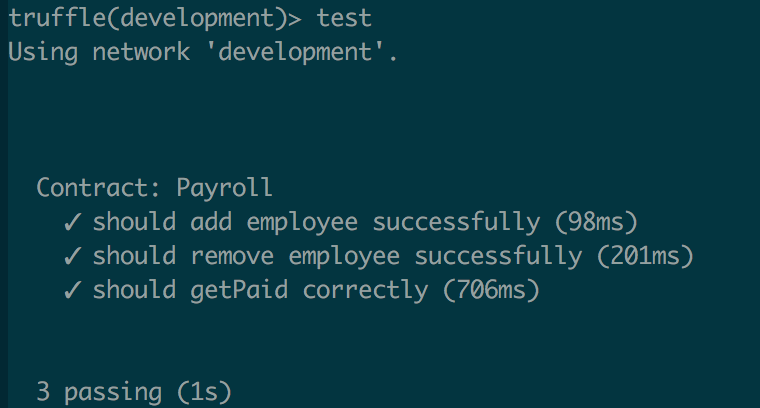 truffle(development)> test
Using network 'development'.
Contract: Payroll
✓ should add employee successfully (98ms)
✓ should remove employee successfully (201ms)
✓ should getPaid correctly (706ms)
3 passing (1s)